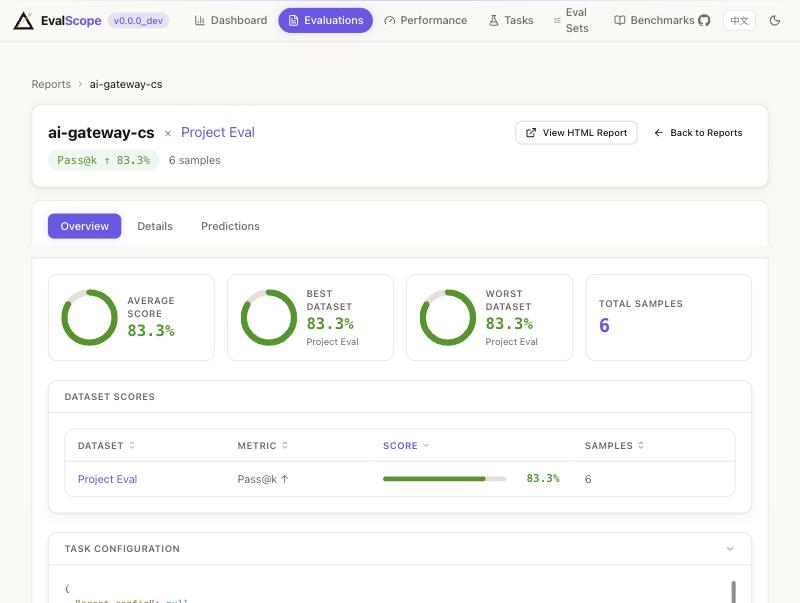 EvalScope v0.0.0_dev Dashboard Evaluations Performance Tasks Eval Sets Benchmarks 中文
Reports > ai-gateway-cs
ai-gateway-cs × Project Eval View HTML Report ← Back to Reports
Pass@k ↑ 83.3% 6 samples
Overview Details Predictions
AVERAGE SCORE 83.3%
BEST DATASET 83.3% Project Eval
WORST DATASET 83.3% Project Eval
TOTAL SAMPLES 6
DATASET SCORES
DATASET METRIC SCORE SAMPLES
Project Eval Pass@k ↑ 83.3% 6
TASK CONFIGURATION
{
"agent_config": null,